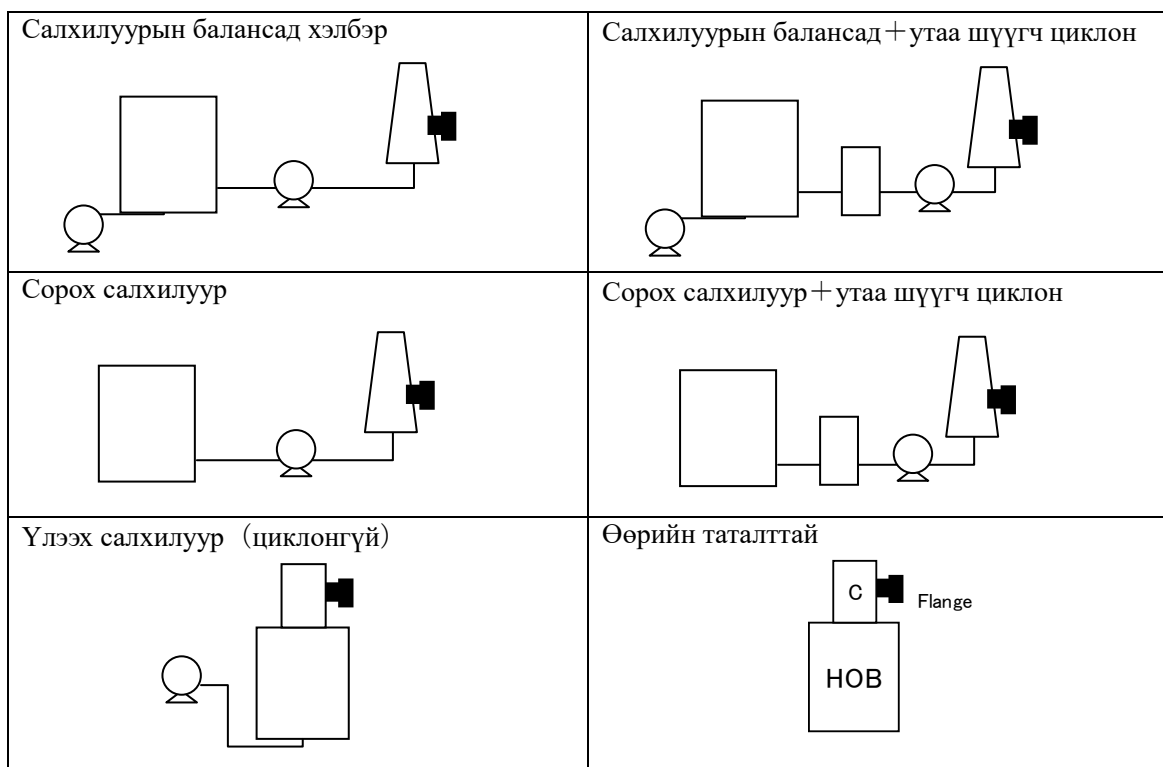 Салхилуурын балансад хэлбэр
Салхилуурын балансад＋утаа шүүгч циклон
Сорох салхилуур
Сорох салхилуур＋утаа шүүгч циклон
Үлээх салхилуур（циклонгүй）
Өөрийн таталттай
C
Flange
HOB